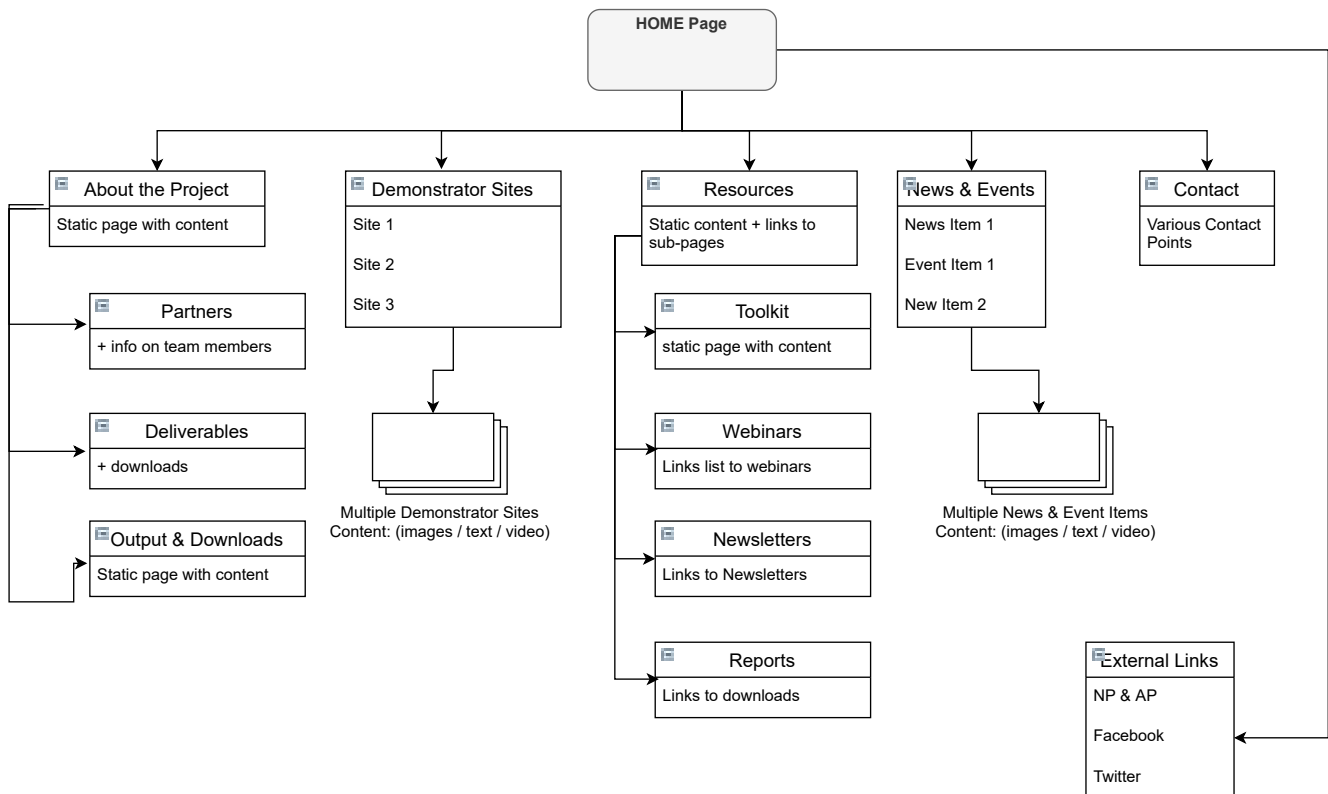 HOME Page
About the Project
Static page with content
Partners
+ info on team members
Deliverables
+ downloads
Output & Downloads
Static page with content
Demonstrator Sites
Site 1
Site 2
Site 3
Multiple Demonstrator Sites
Content: (images / text / video)
Resources
Static content + links to
sub-pages
Toolkit
static page with content
Webinars
Links list to webinars
Newsletters
Links to Newsletters
Reports
Links to downloads
News & Events
News Item 1
Event Item 1
New Item 2
Multiple News & Event Items
Content: (images / text / video)
Contact
Various Contact
Points
External Links
NP & AP
Facebook
Twitter